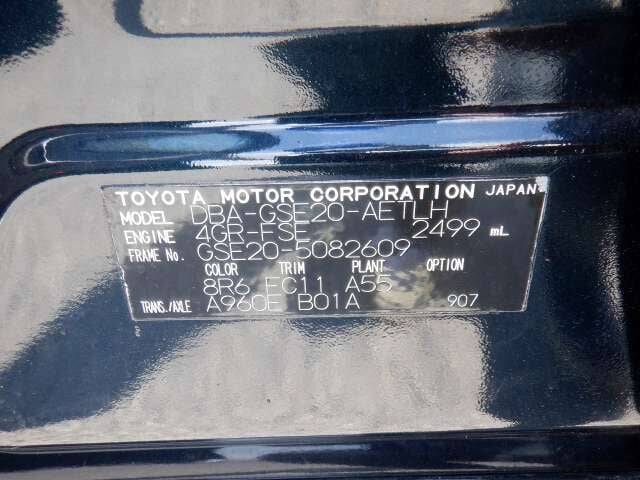 TOYOTA MOTOR CORPORATION JAPAN
MODEL DBA-GSE20-AETLH
ENGINE 4GR-FSE 2499 mL
FRAME No. GSE20-5082609
COLOR TRIM PLANT OPTION
8R6 FC11 A55
TRANS./AXLE A960E B01A 907